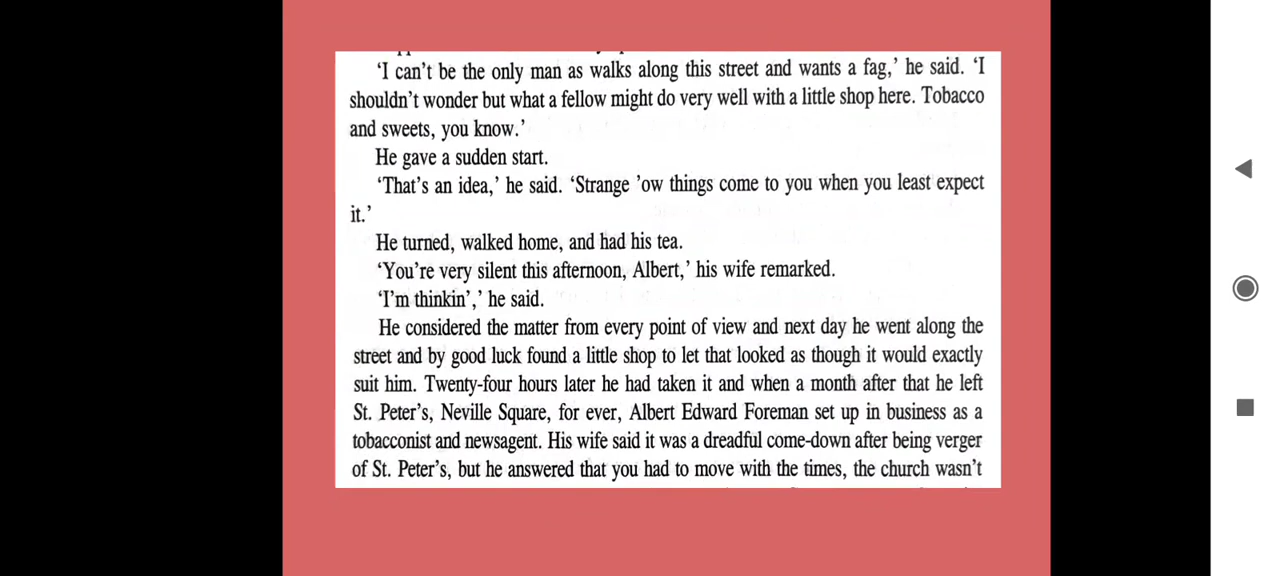 ‘I can’t be the only man as walks along this street and wants a fag,’ he said. ‘I
shouldn’t wonder but what a fellow might do very well with a little shop here. Tobacco
and sweets, you know.’
He gave a sudden start.
‘That’s an idea,’ he said. ‘Strange ’ow things come to you when you least expect
it.’
He turned, walked home, and had his tea.
‘You’re very silent this afternoon, Albert,’ his wife remarked.
‘I’m thinkin’,’ he said.
He considered the matter from every point of view and next day he went along the
street and by good luck found a little shop to let that looked as though it would exactly
suit him. Twenty-four hours later he had taken it and when a month after that he left
St. Peter’s, Neville Square, for ever, Albert Edward Foreman set up in business as a
tobacconist and newsagent. His wife said it was a dreadful come-down after being verger
of St. Peter’s, but he answered that you had to move with the times, the church wasn’t